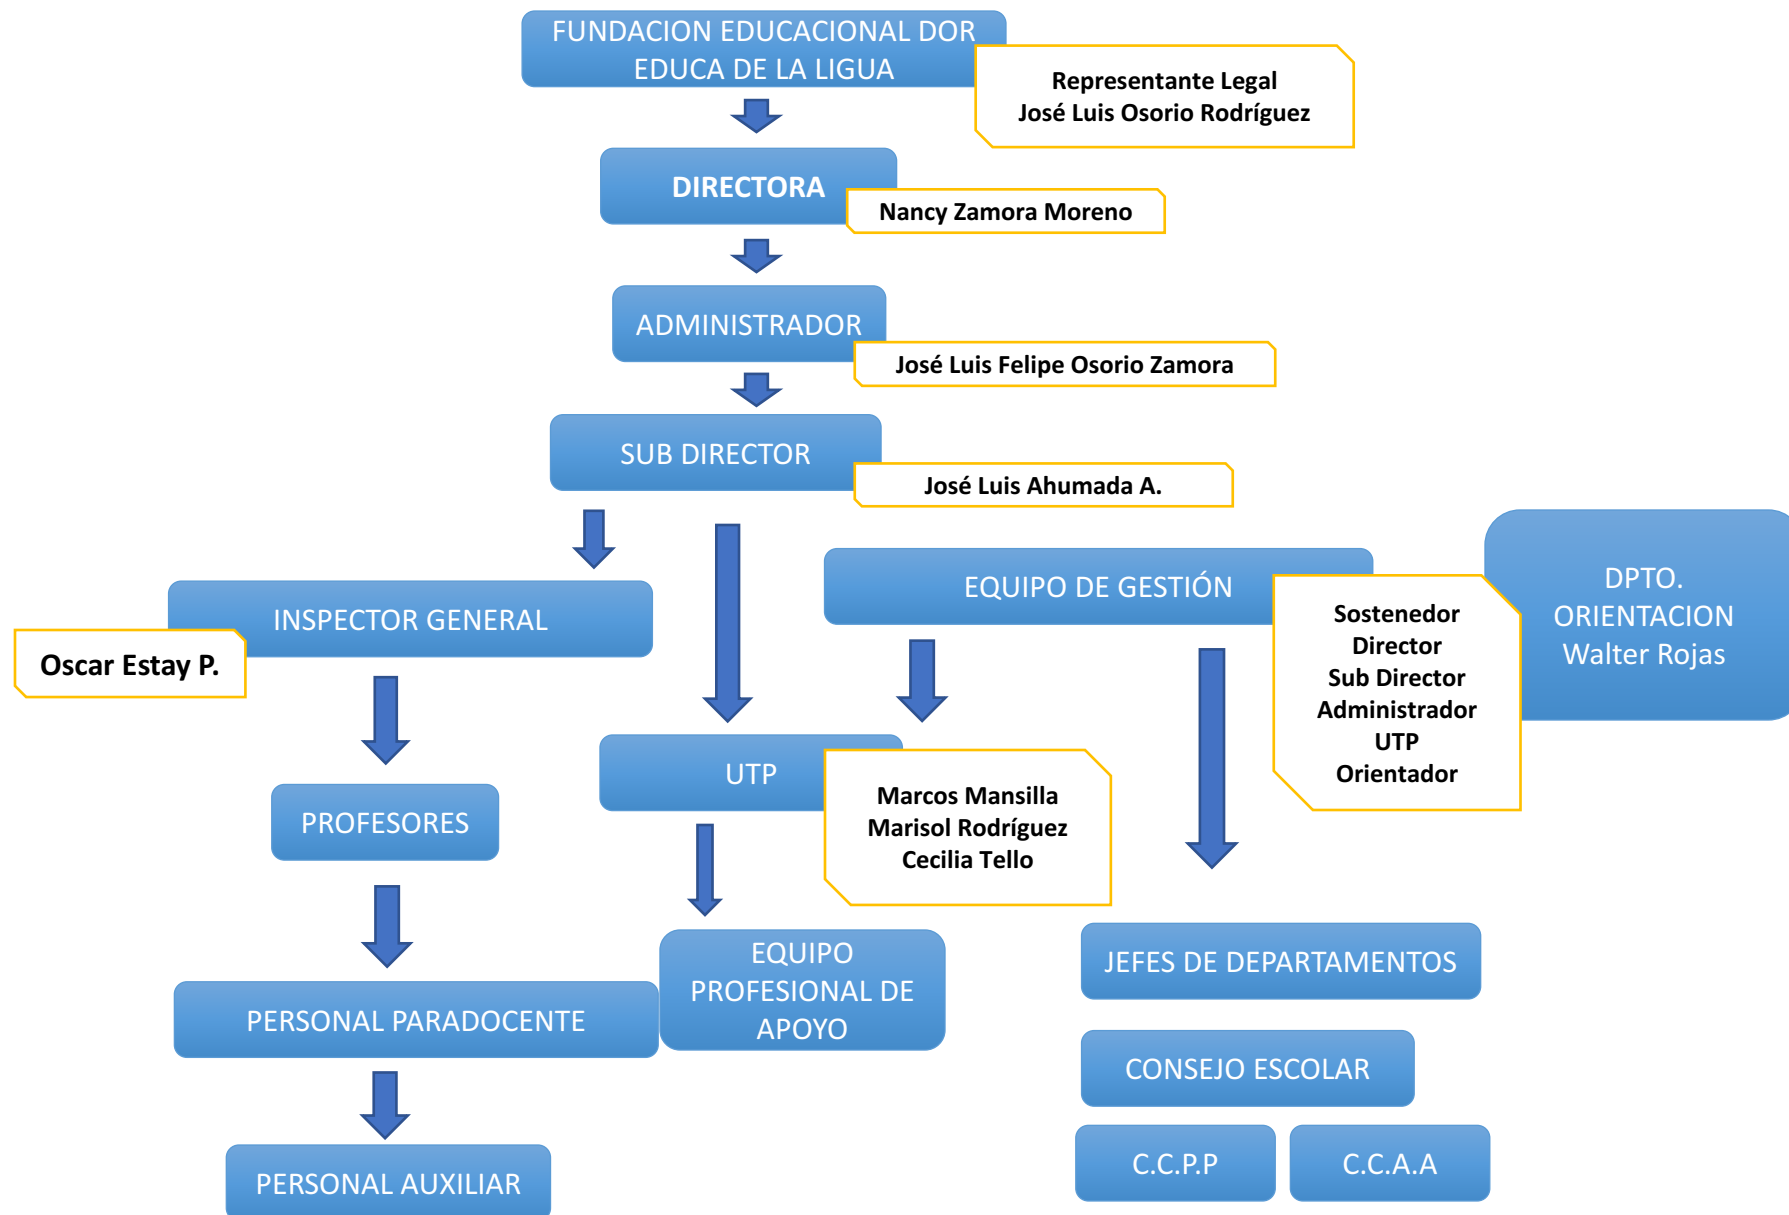 FUNDACION EDUCACIONAL DOR
EDUCA DE LA LIGUA
Representante Legal
José Luis Osorio Rodríguez
DIRECTORA
Nancy Zamora Moreno
ADMINISTRADOR
José Luis Felipe Osorio Zamora
SUB DIRECTOR
José Luis Ahumada A.
INSPECTOR GENERAL
Oscar Estay P.
EQUIPO DE GESTIÓN
Sostenedor
Director
Sub Director
Administrador
UTP
Orientador
DPTO.
ORIENTACION
Walter Rojas
UTP
Marcos Mansilla
Marisol Rodríguez
Cecilia Tello
PROFESORES
EQUIPO
PROFESIONAL DE
APOYO
JEFES DE DEPARTAMENTOS
PERSONAL PARADOCENTE
CONSEJO ESCOLAR
C.C.P.P
C.C.A.A
PERSONAL AUXILIAR